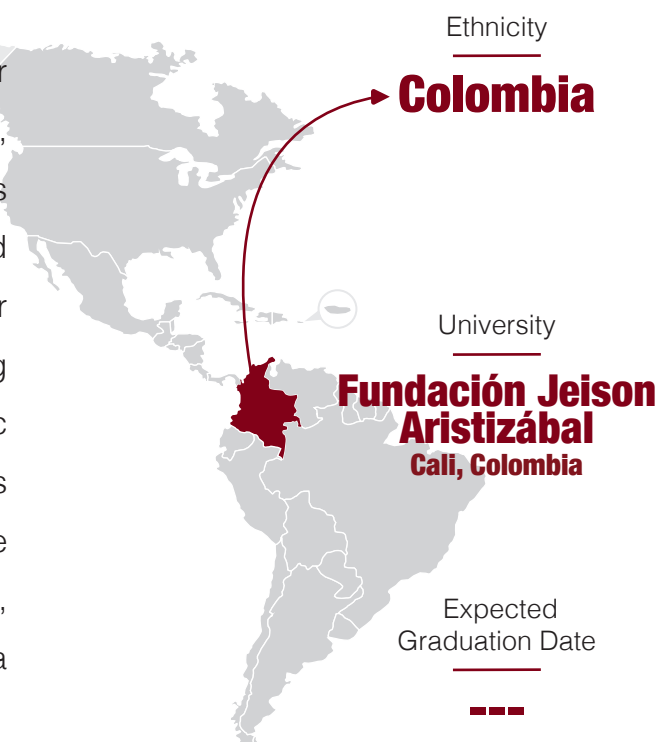 r
,
s
d
r
g
c
s
e
,
a
Ethnicity
Colombia
University
Fundación Jeison
Aristizábal
Cali, Colombia
Expected
Graduation Date
---